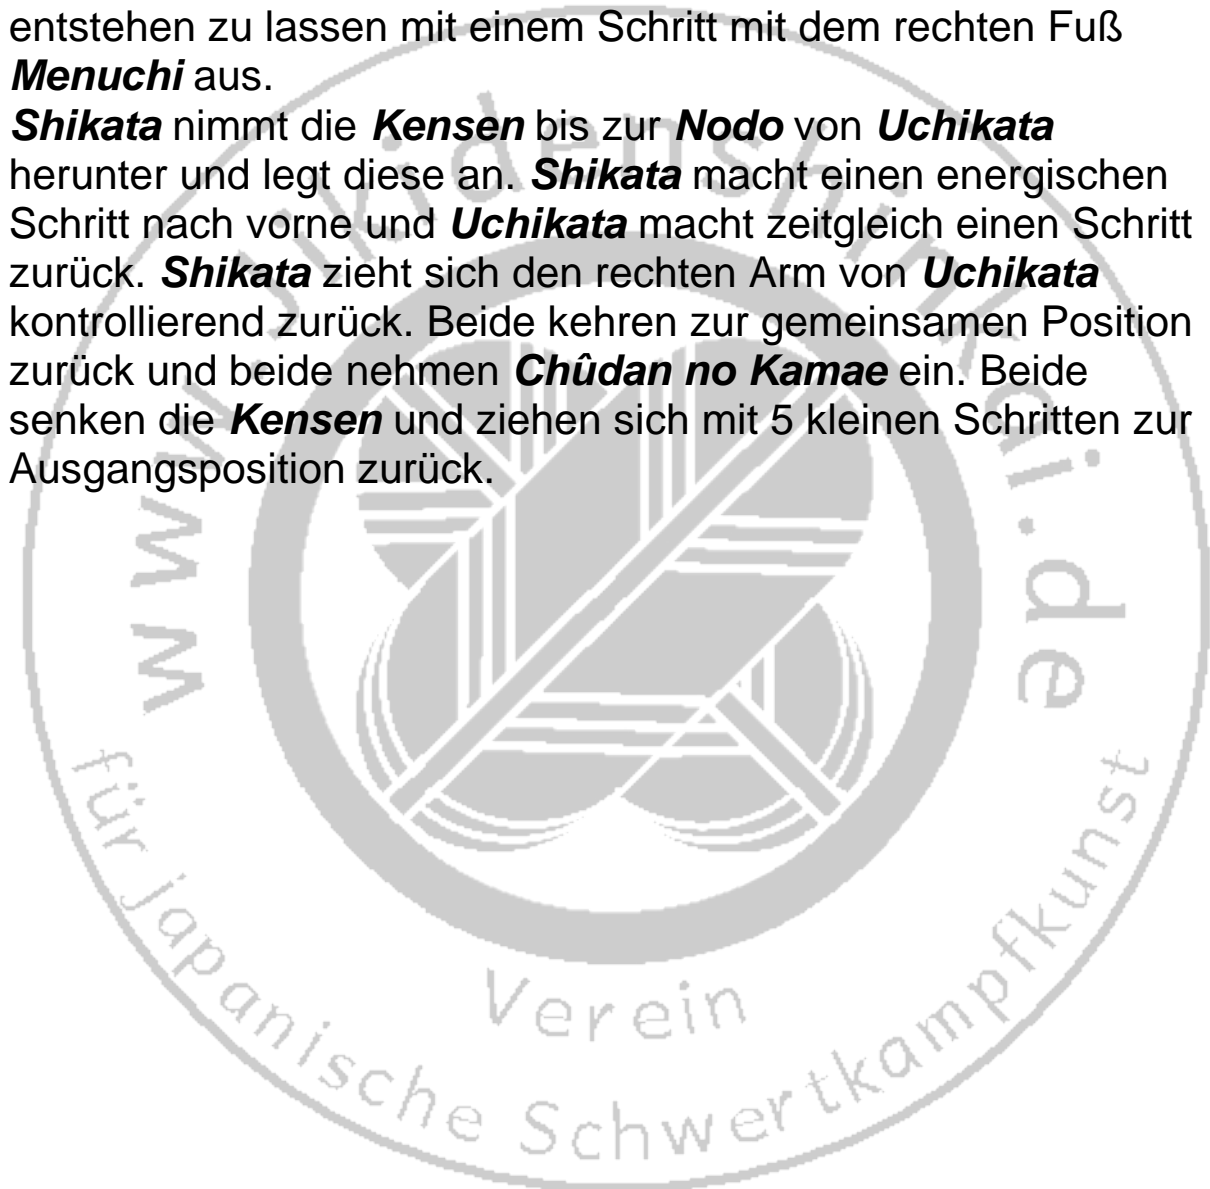 entstehen zu lassen mit einem Schritt mit dem rechten Fuß
Menuchi aus.
Shikata nimmt die Kensen bis zur Nodo von Uchikata
herunter und legt diese an. Shikata macht einen energischen
Schritt nach vorne und Uchikata macht zeitgleich einen Schritt
zurück. Shikata zieht sich den rechten Arm von Uchikata
kontrollierend zurück. Beide kehren zur gemeinsamen Position
zurück und beide nehmen Chûdan no Kamae ein. Beide
senken die Kensen und ziehen sich mit 5 kleinen Schritten zur
Ausgangsposition zurück.
www.Jikidenshinkai.de
Verein
für japanische Schwertkampfkunst